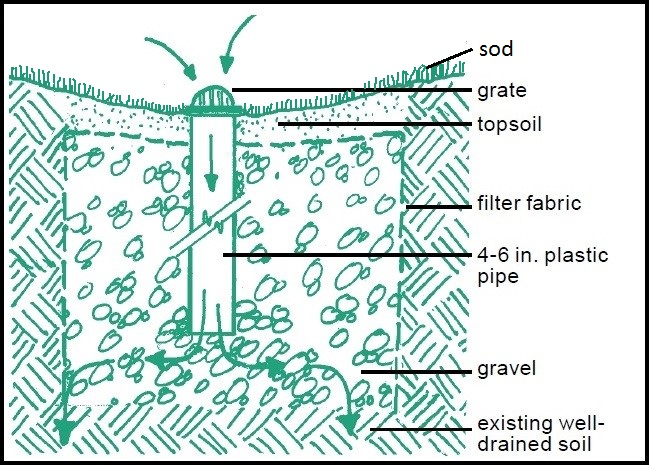 sod
grate
topsoil
filter fabric
4-6 in. plastic
pipe
gravel
existing well-
drained soil